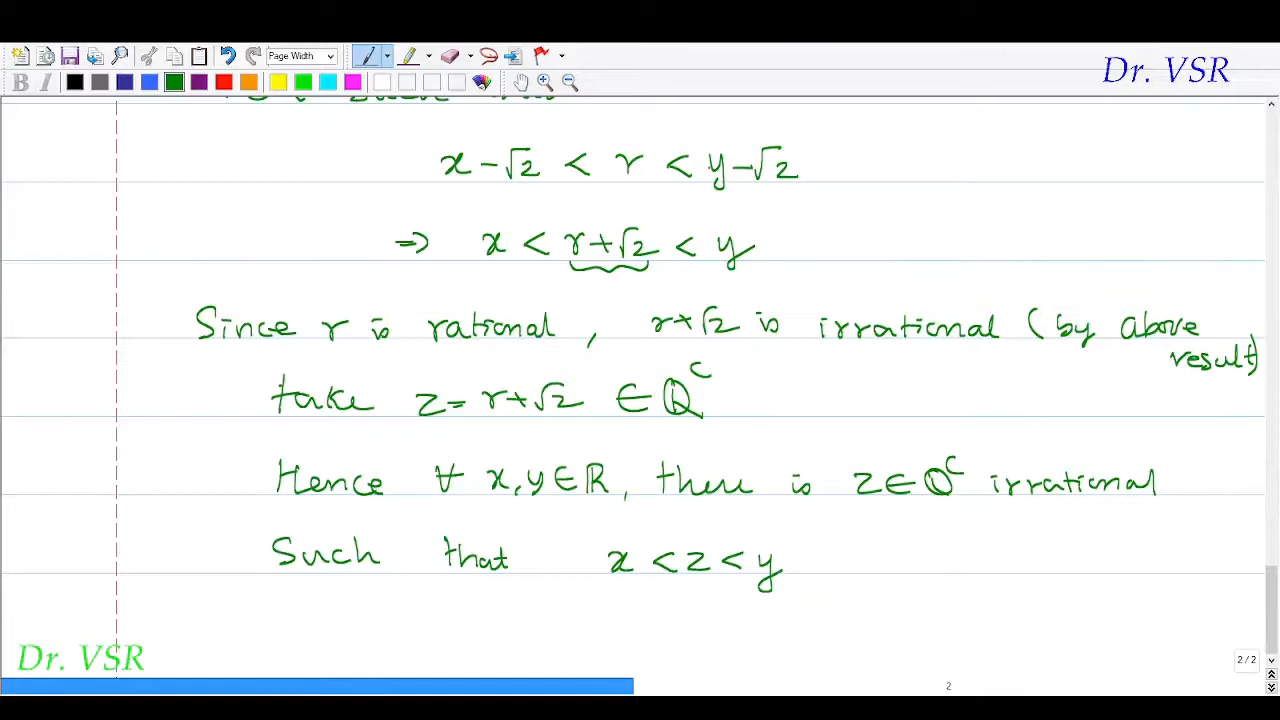 Page Width
B I
Dr. VSR
x-√2 < r < y-√2
⇒ x < r+√2 < y
Since r is rational, r+√2 is irrational (by above result)
take z = r+√2 ∈ ℚ^C
Hence ∀ x,y∈ℝ, there is z∈ℚ^C irrational
Such that x < z < y
Dr. VSR
2/2
2